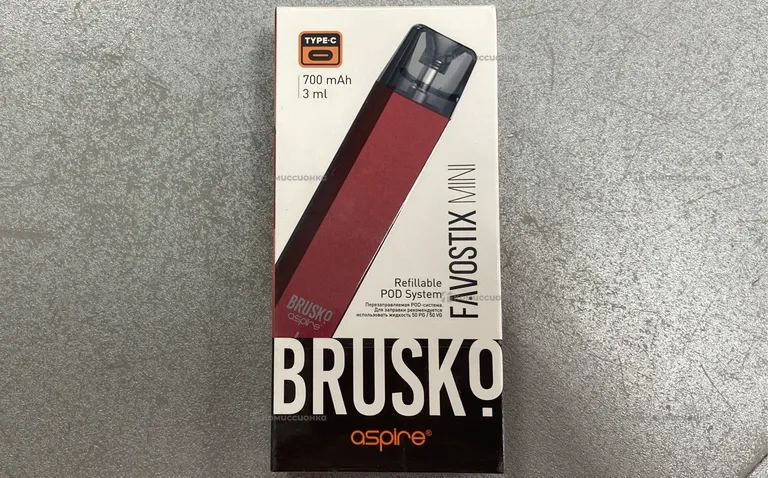 TYPE-C
700 mAh
3 ml
FAVOSTIX MINI
Refillable
POD System
Перезаправляемая POD-система
Для заправки рекомендуется
использовать жидкость 50 PG / 50 VG
BRUSKO
aspire
BRUSKO
aspire®